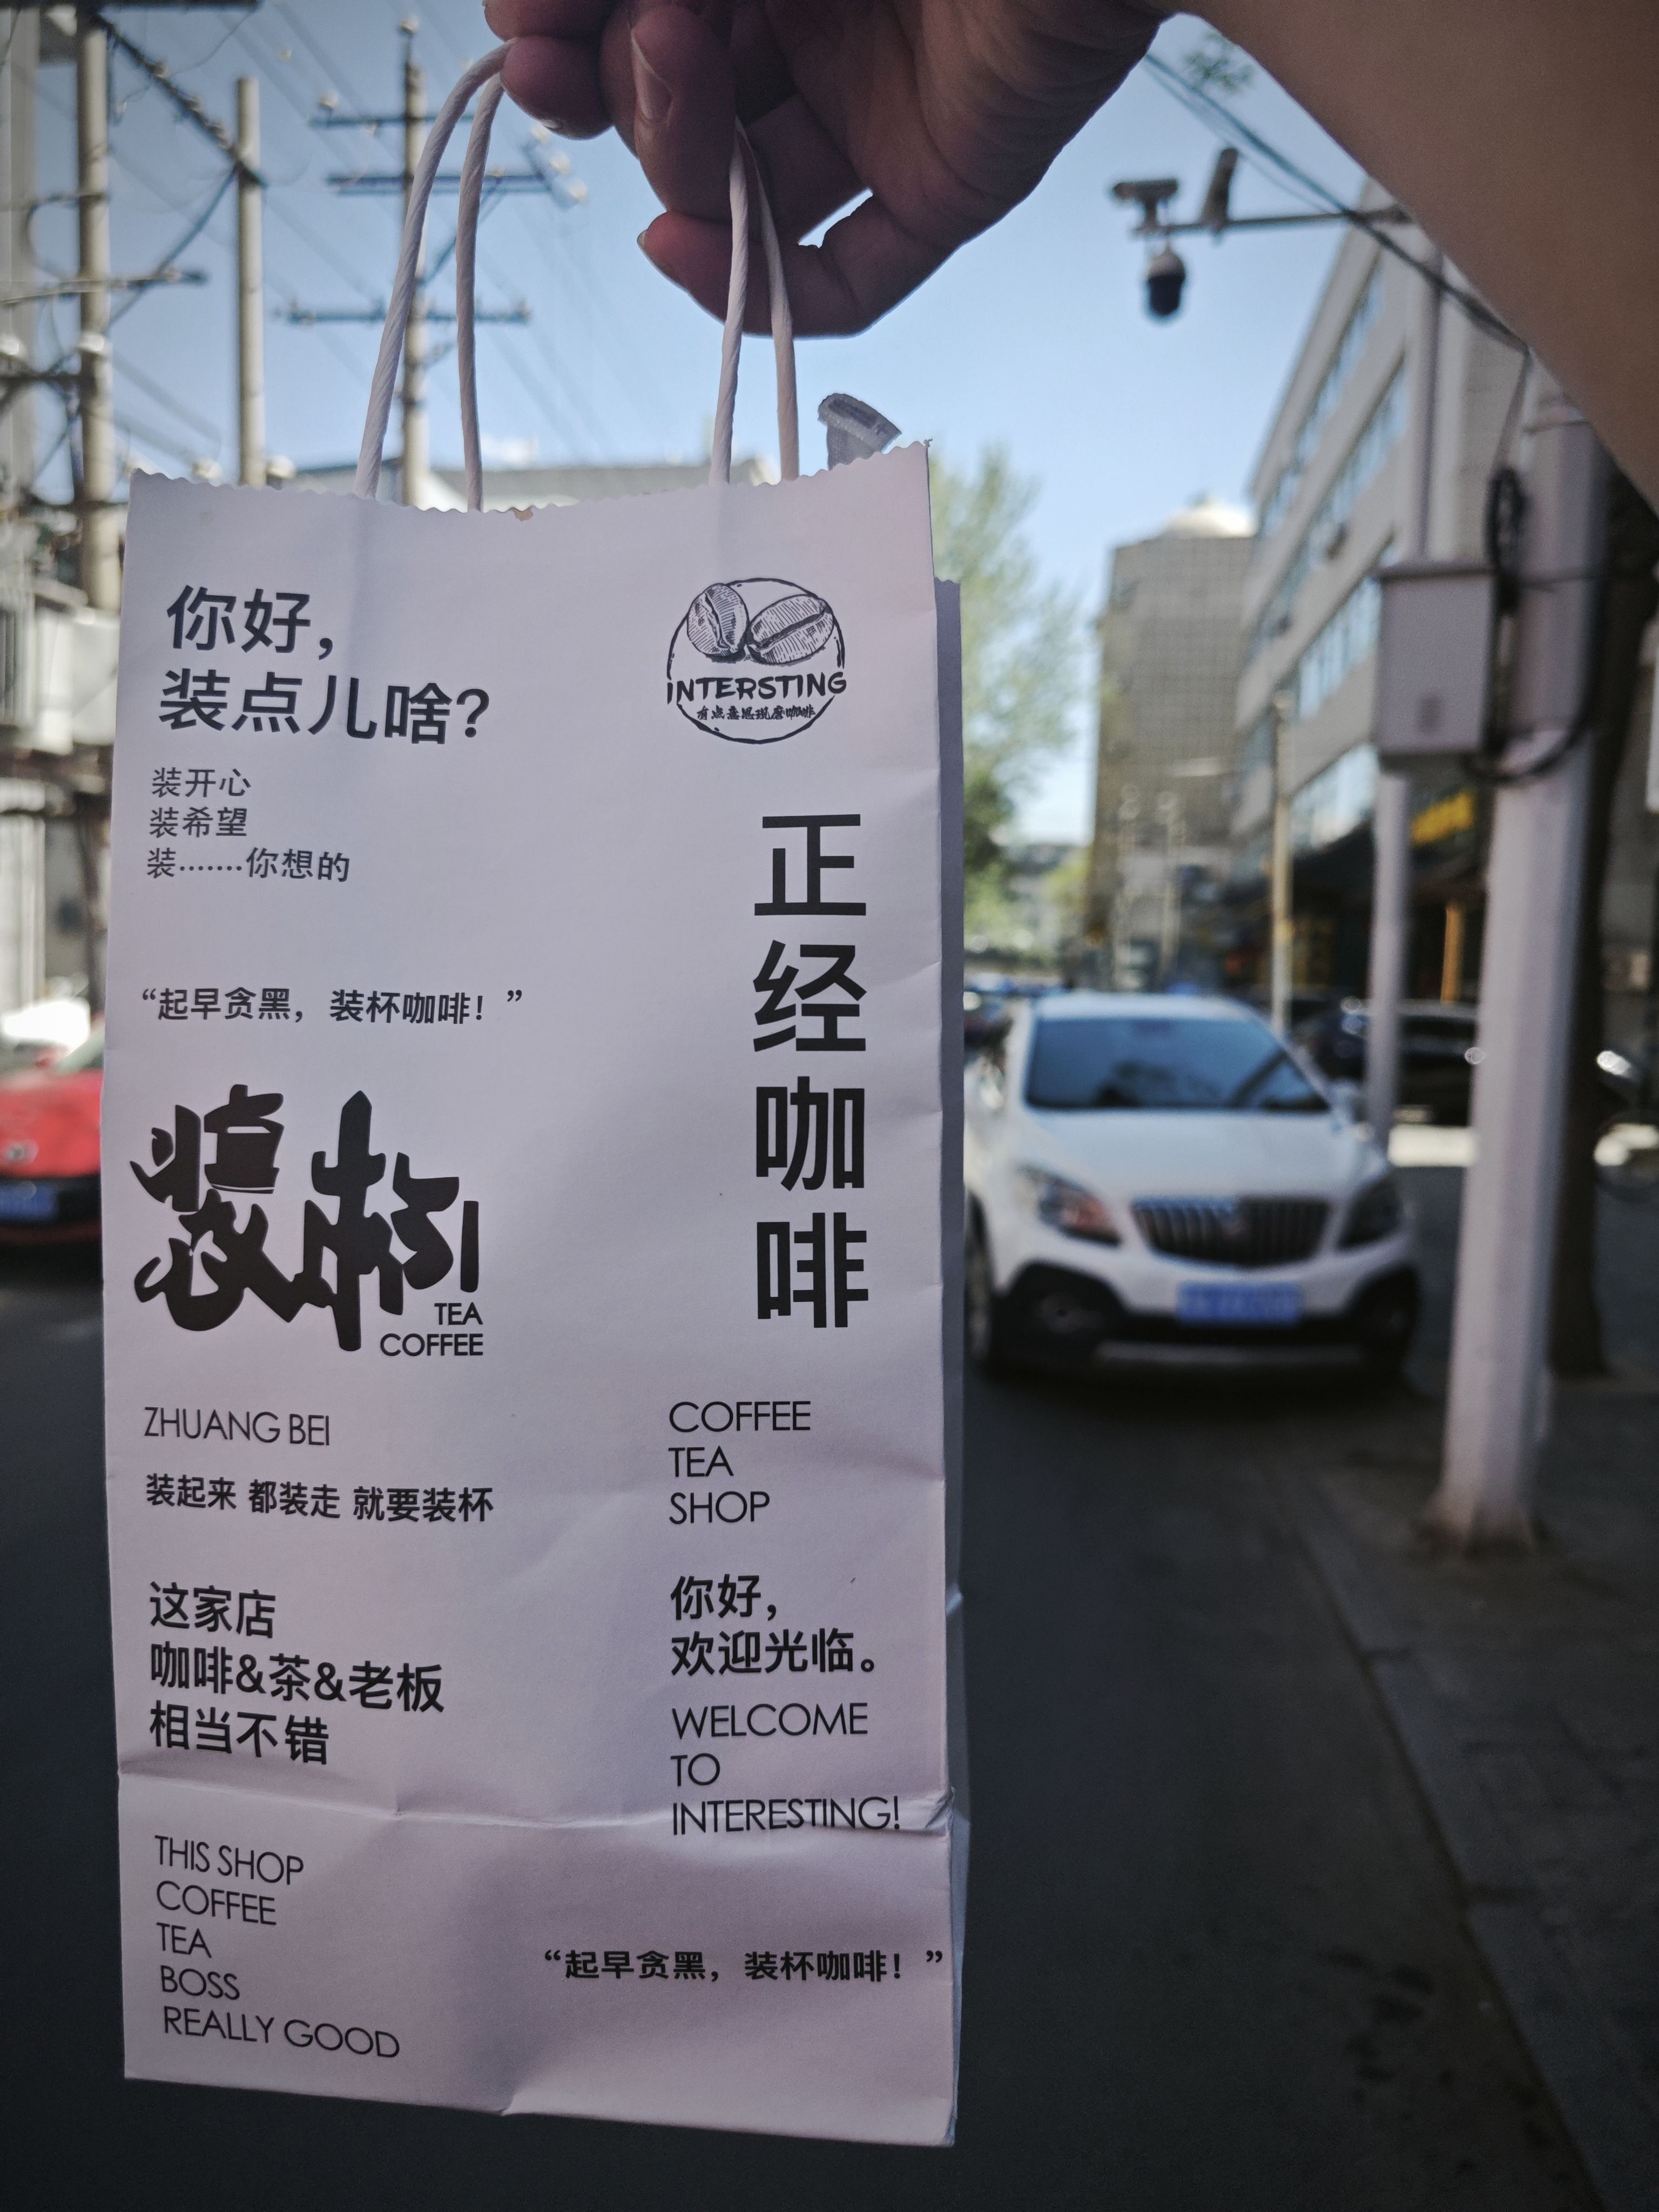 你好，
装点儿啥？
装开心
装希望
装.......你想的
“起早贪黑，装杯咖啡！”
装杯
TEA
COFFEE
ZHUANG BEI
装起来 都装走 就要装杯
这家店
咖啡&茶&老板
相当不错
THIS SHOP
COFFEE
TEA
BOSS
REALLY GOOD
INTERSTING
有点意思现磨咖啡
正经咖啡
COFFEE
TEA
SHOP
你好，
欢迎光临。
WELCOME
TO
INTERESTING!
“起早贪黑，装杯咖啡！”